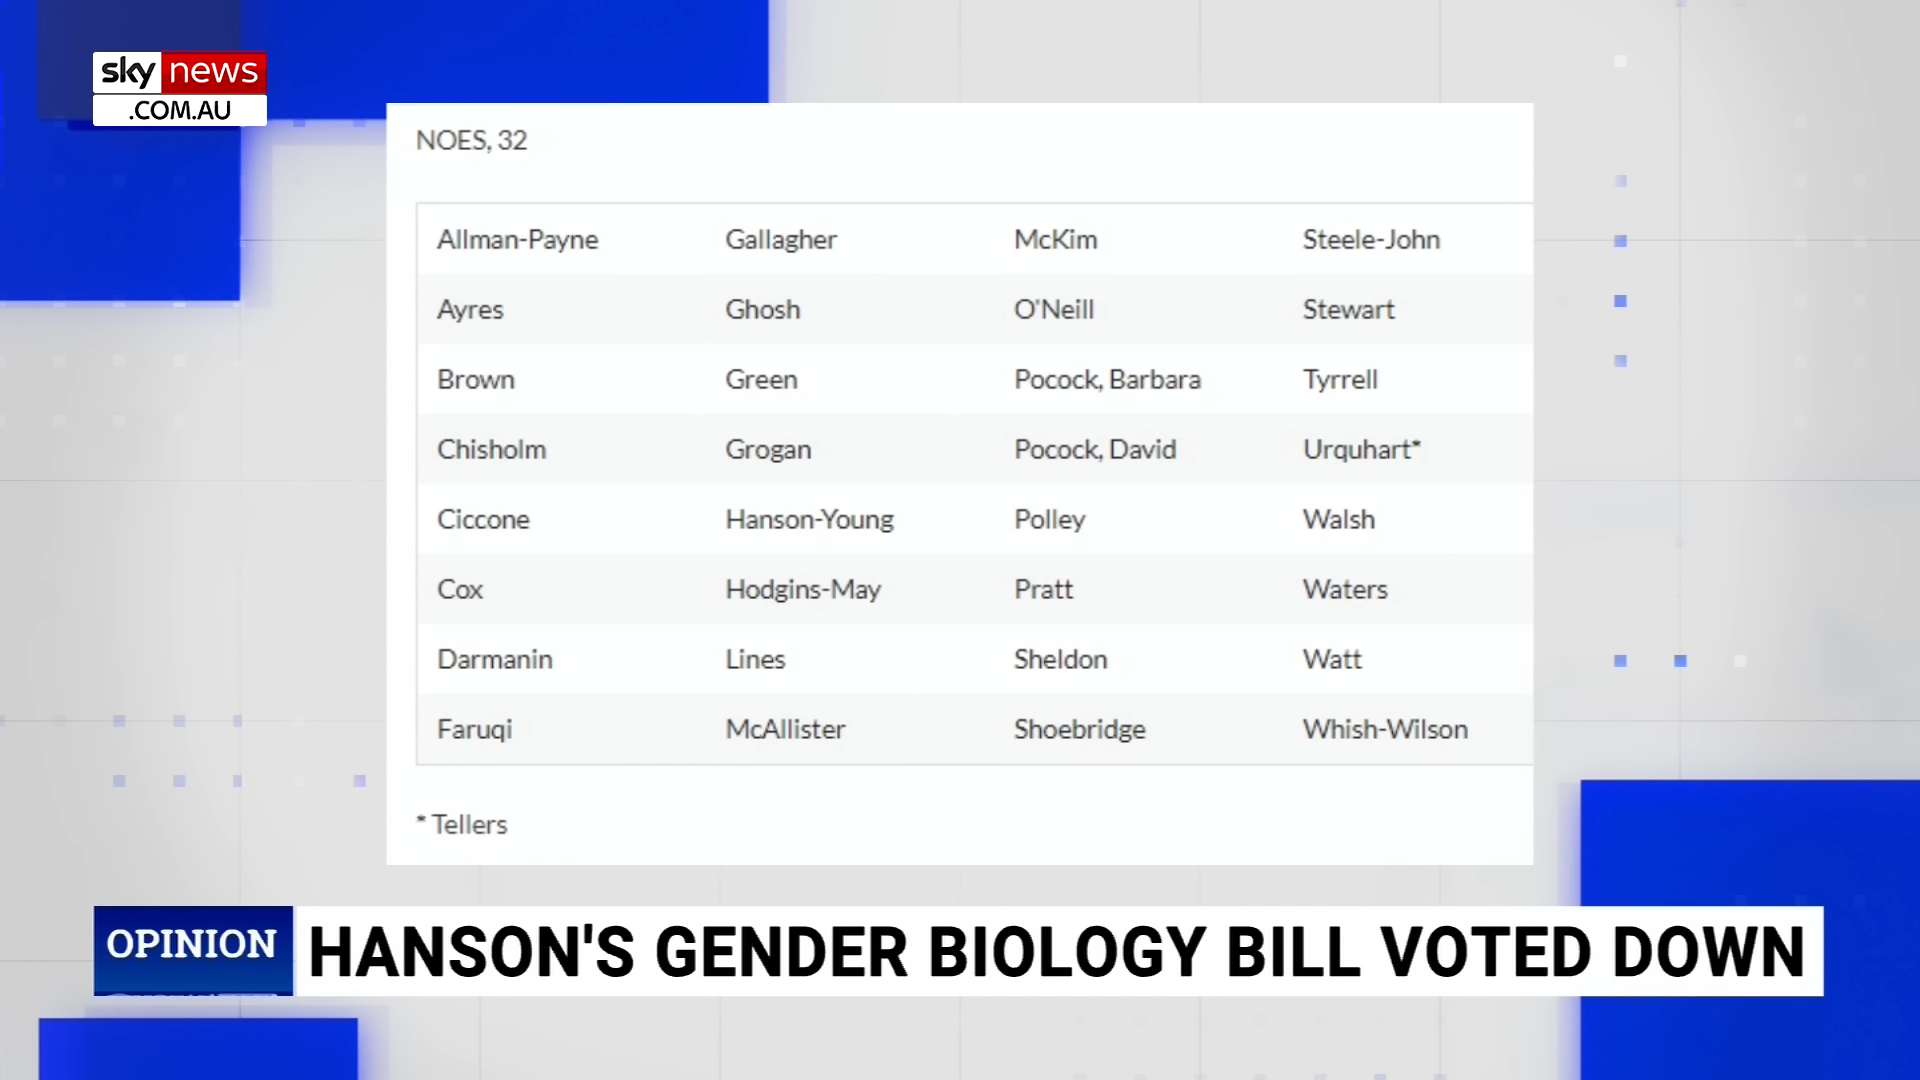 sky news
.COM.AU
NOES, 32
Allman-Payne Gallagher McKim Steele-John
Ayres Ghosh O'Neill Stewart
Brown Green Pocock, Barbara Tyrrell
Chisholm Grogan Pocock, David Urquhart*
Ciccone Hanson-Young Polley Walsh
Cox Hodgins-May Pratt Waters
Darmanin Lines Sheldon Watt
Faruqi McAllister Shoebridge Whish-Wilson
* Tellers
OPINION
HANSON'S GENDER BIOLOGY BILL VOTED DOWN